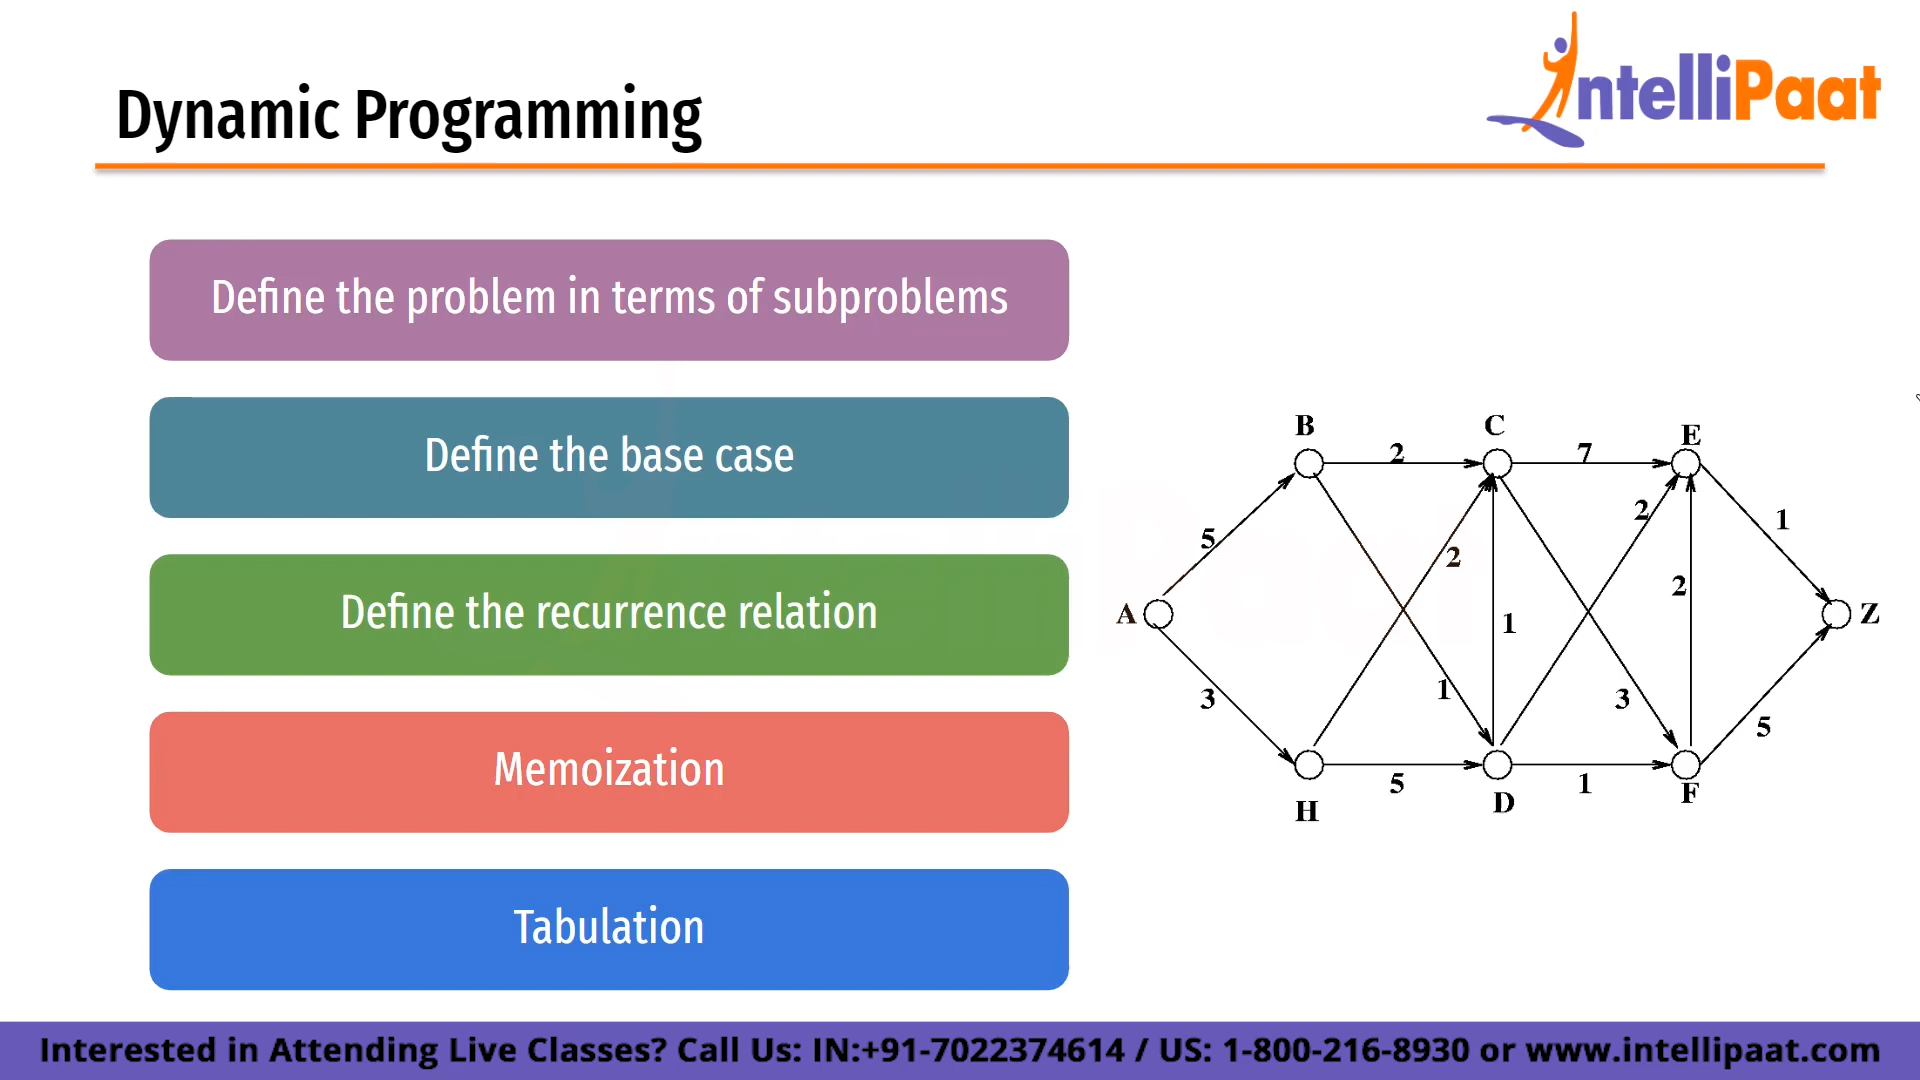 Dynamic Programming
IntelliPaat
Define the problem in terms of subproblems
Define the base case
Define the recurrence relation
Memoization
Tabulation
B
C
E
2
7
5
2
1
2
2
A
1
Z
3
1
3
5
5
1
H
D
F
Interested in Attending Live Classes? Call Us: IN:+91-7022374614 / US: 1-800-216-8930 or www.intellipaat.com